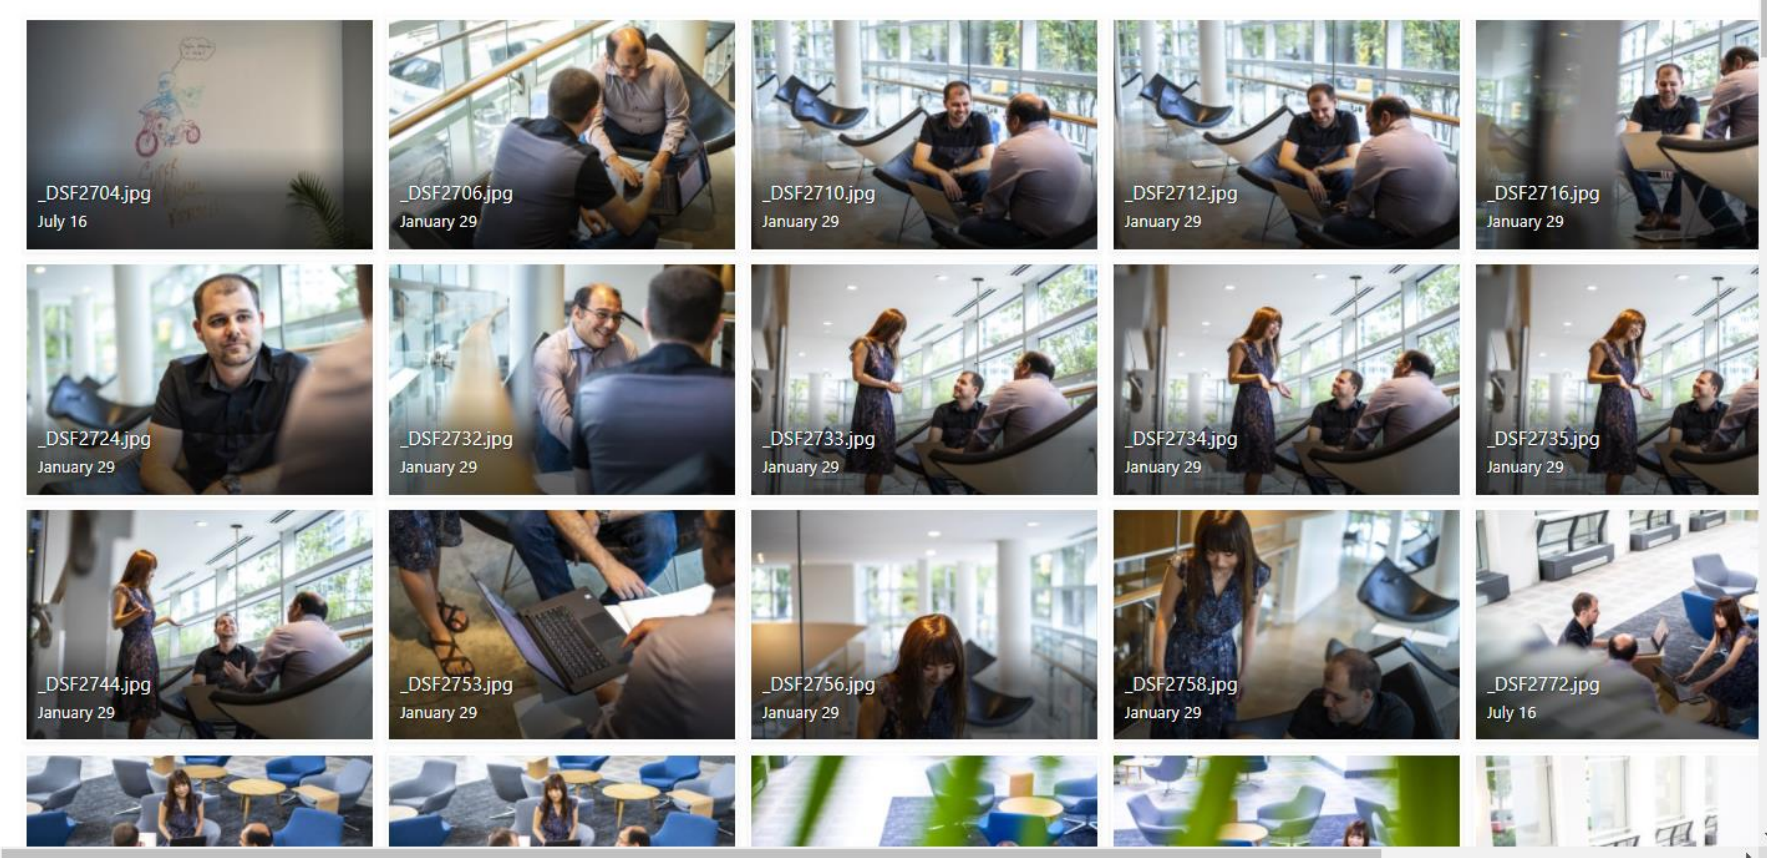 _DSF2704.jpg
July 16
_DSF2706.jpg
January 29
_DSF2710.jpg
January 29
_DSF2712.jpg
January 29
_DSF2716.jpg
January 29
_DSF2724.jpg
January 29
_DSF2732.jpg
January 29
_DSF2733.jpg
January 29
_DSF2734.jpg
January 29
_DSF2735.jpg
January 29
_DSF2744.jpg
January 29
_DSF2753.jpg
January 29
_DSF2756.jpg
January 29
_DSF2758.jpg
January 29
_DSF2772.jpg
July 16